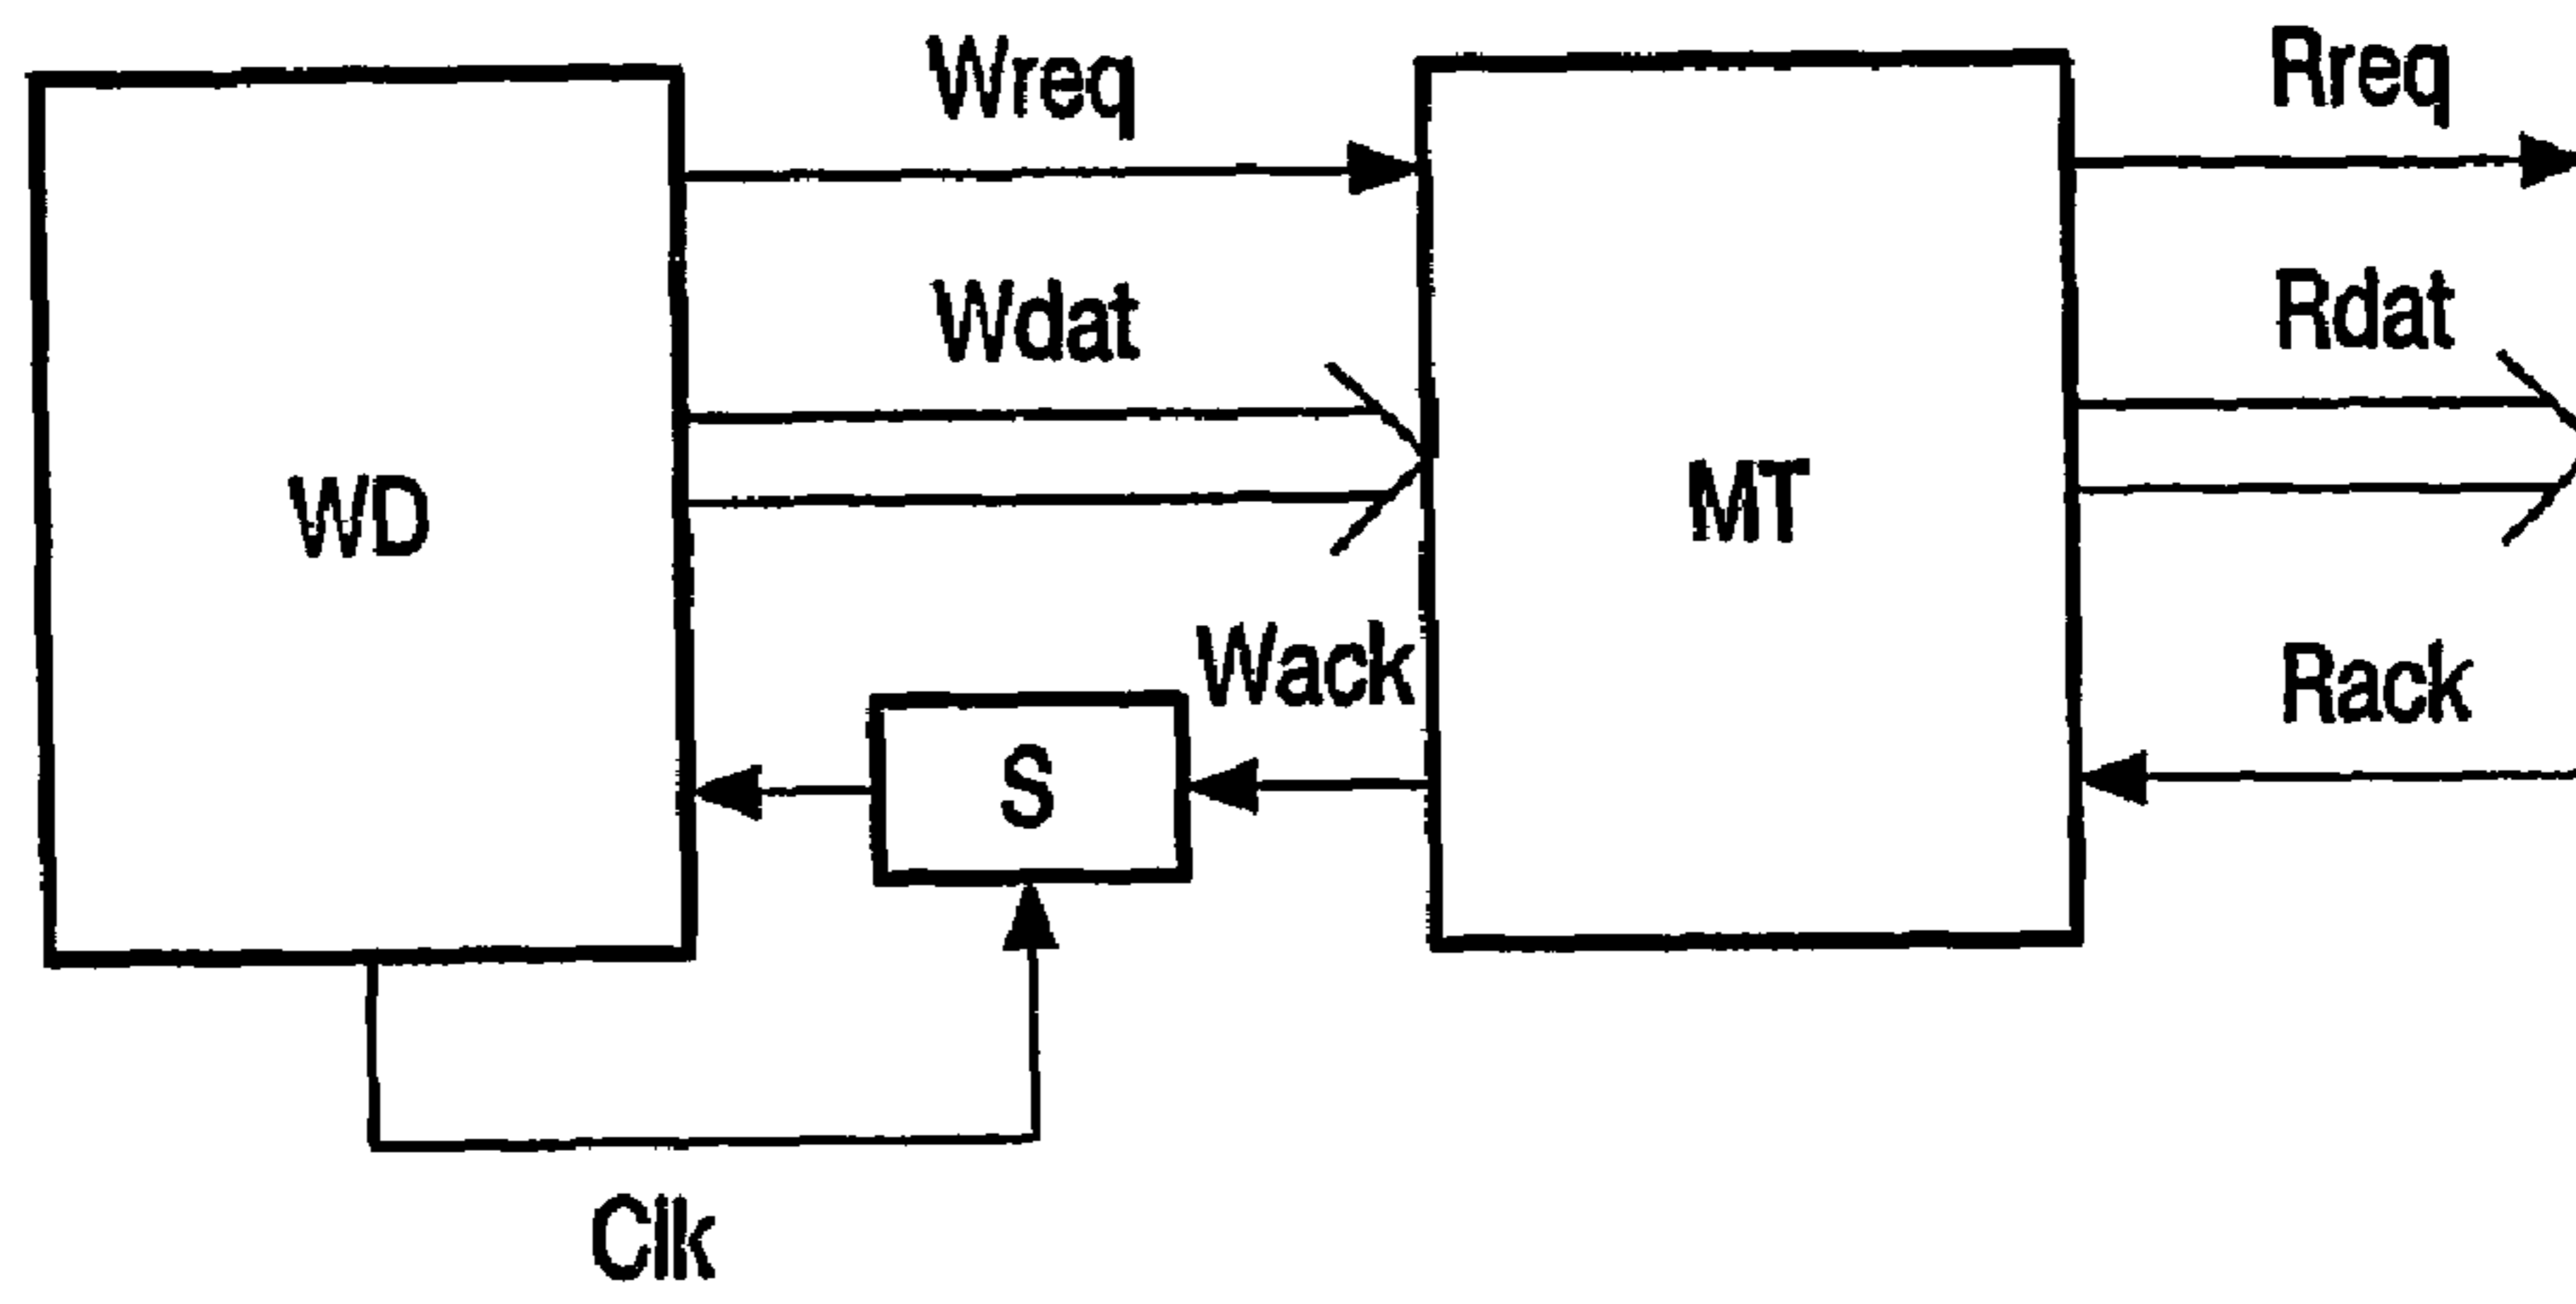 Wreq
Rreq
Wdat
Rdat
WD
MT
Wack
Rack
S
Clk